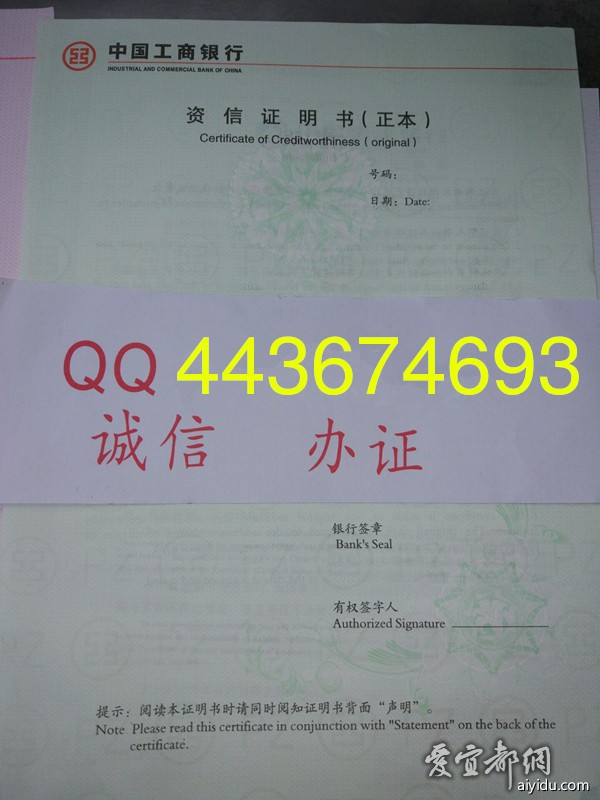 中国工商银行
INDUSTRIAL AND COMMERCIAL BANK OF CHINA
资信证明书(正本)
Certificate of Creditworthiness ( original )
号码:
日期: Date:
QQ 443674693
诚信 办证
银行签章
Bank's Seal
有权签字人
Authorized Signature
提示: 阅读本证明书时请同时阅知证明书背面“声明”。
Note Please read this certificate in conjunction with "Statement" on the back of the
certificate.
爱宜都網
aiyidu.com